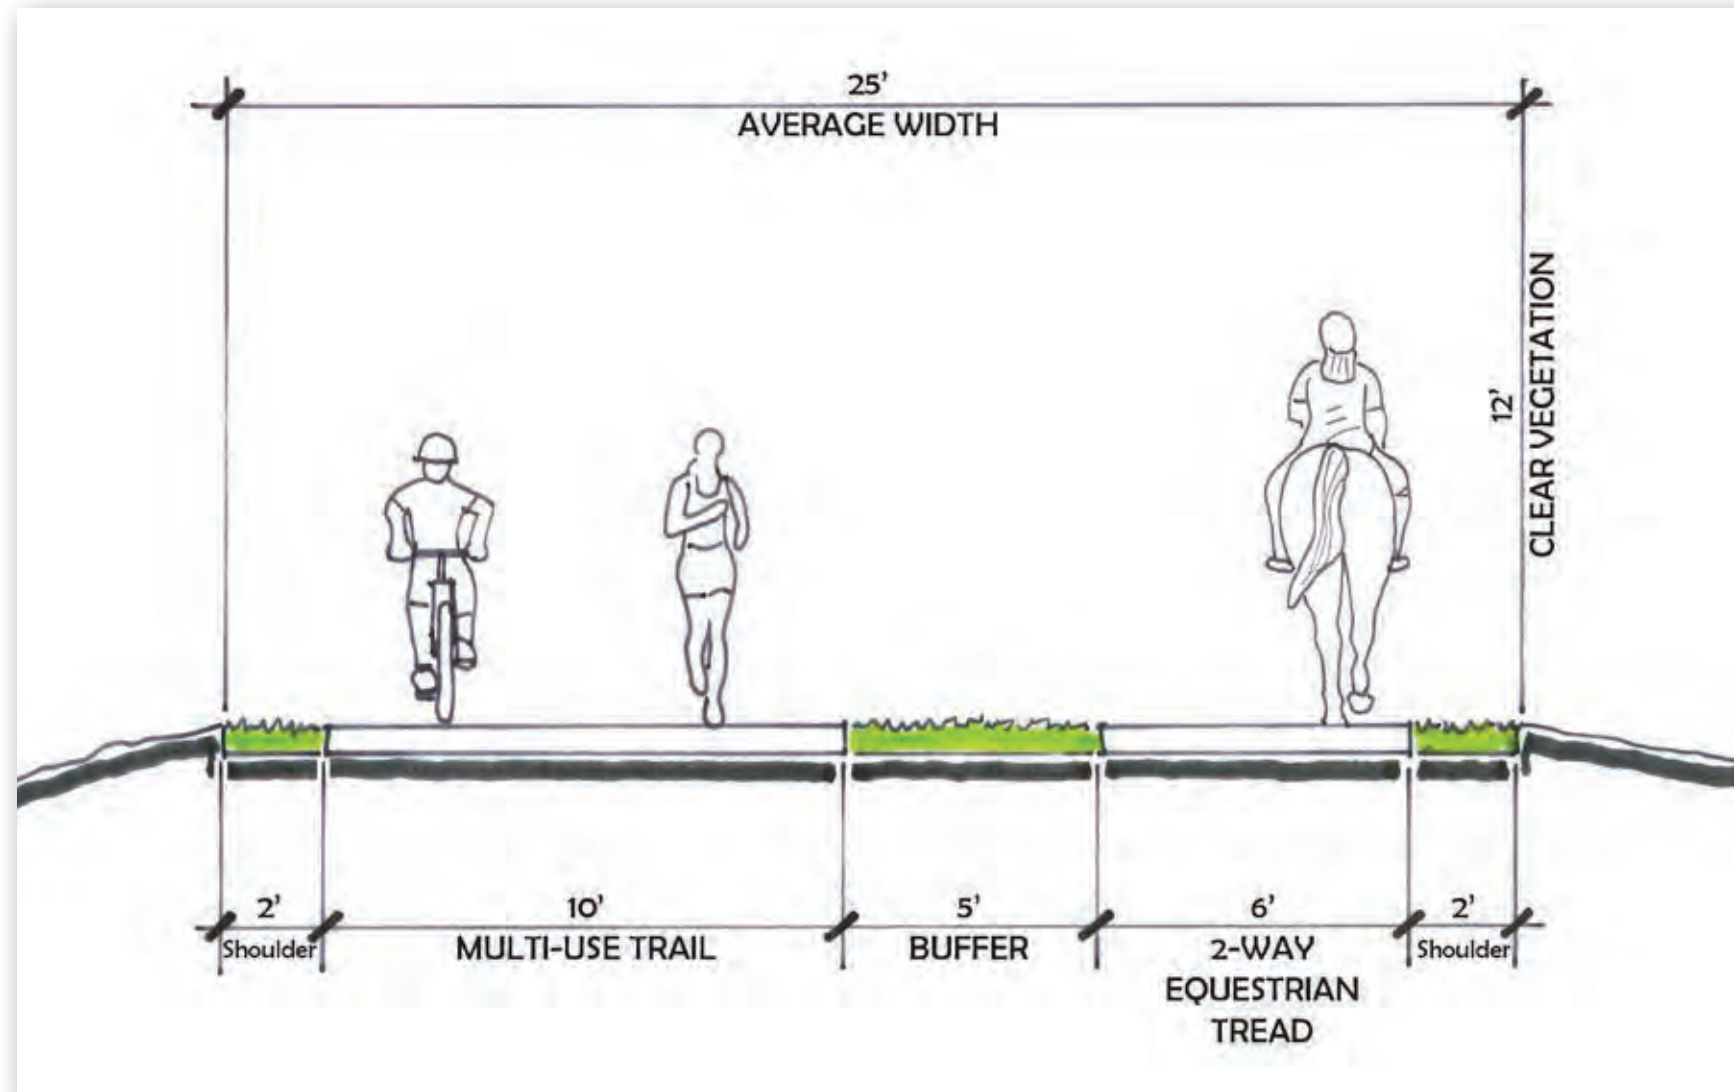 25’
AVERAGE WIDTH
12’
CLEAR VEGETATION
2’
Shoulder
10’
MULTI-USE TRAIL
5’
BUFFER
6’
2-WAY
EQUESTRIAN
TREAD
2’
Shoulder